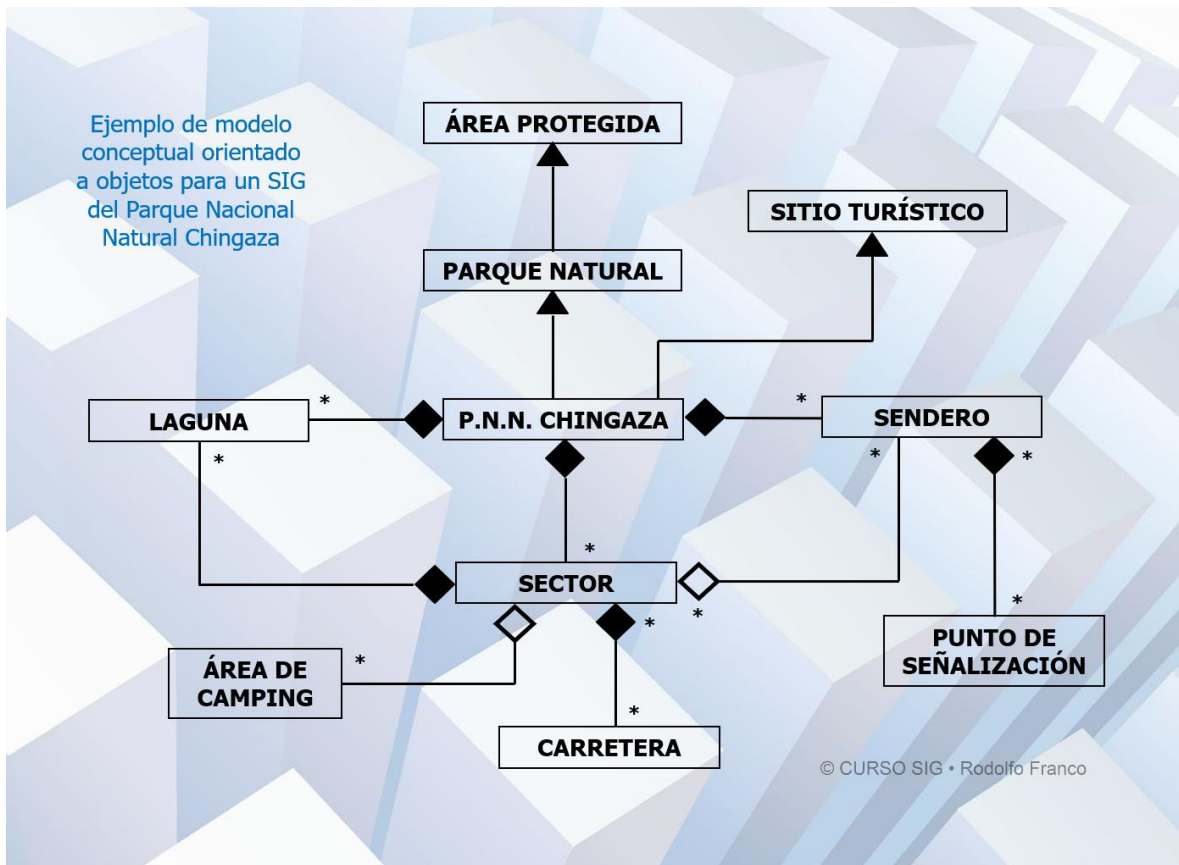 Ejemplo de modelo
conceptual orientado
a objetos para un SIG
del Parque Nacional
Natural Chingaza
ÁREA PROTEGIDA
SITIO TURÍSTICO
PARQUE NATURAL
LAGUNA
*
*
P.N.N. CHINGAZA
*
SENDERO
*
*
*
SECTOR
*
*
ÁREA DE
CAMPING
*
*
CARRETERA
*
PUNTO DE
SEÑALIZACIÓN
© CURSO SIG • Rodolfo Franco